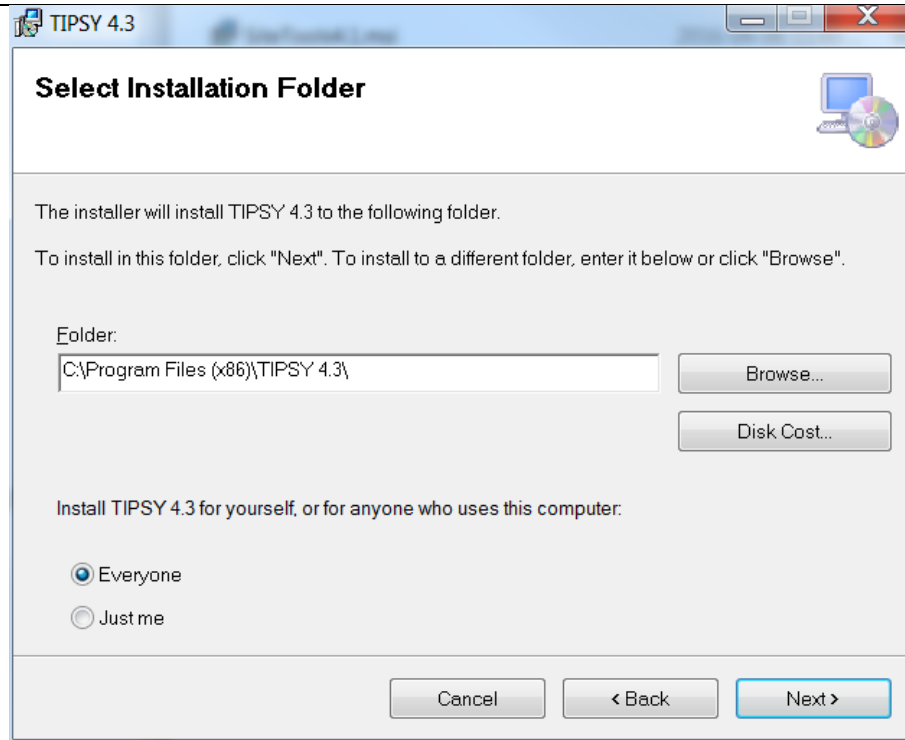 TIPSY 4.3
Select Installation Folder
The installer will install TIPSY 4.3 to the following folder.
To install in this folder, click "Next". To install to a different folder, enter it below or click "Browse".
Folder:
C:\Program Files (x86)\TIPSY 4.3\
Browse...
Disk Cost...
Install TIPSY 4.3 for yourself, or for anyone who uses this computer:
Everyone
Just me
Cancel
< Back
Next >